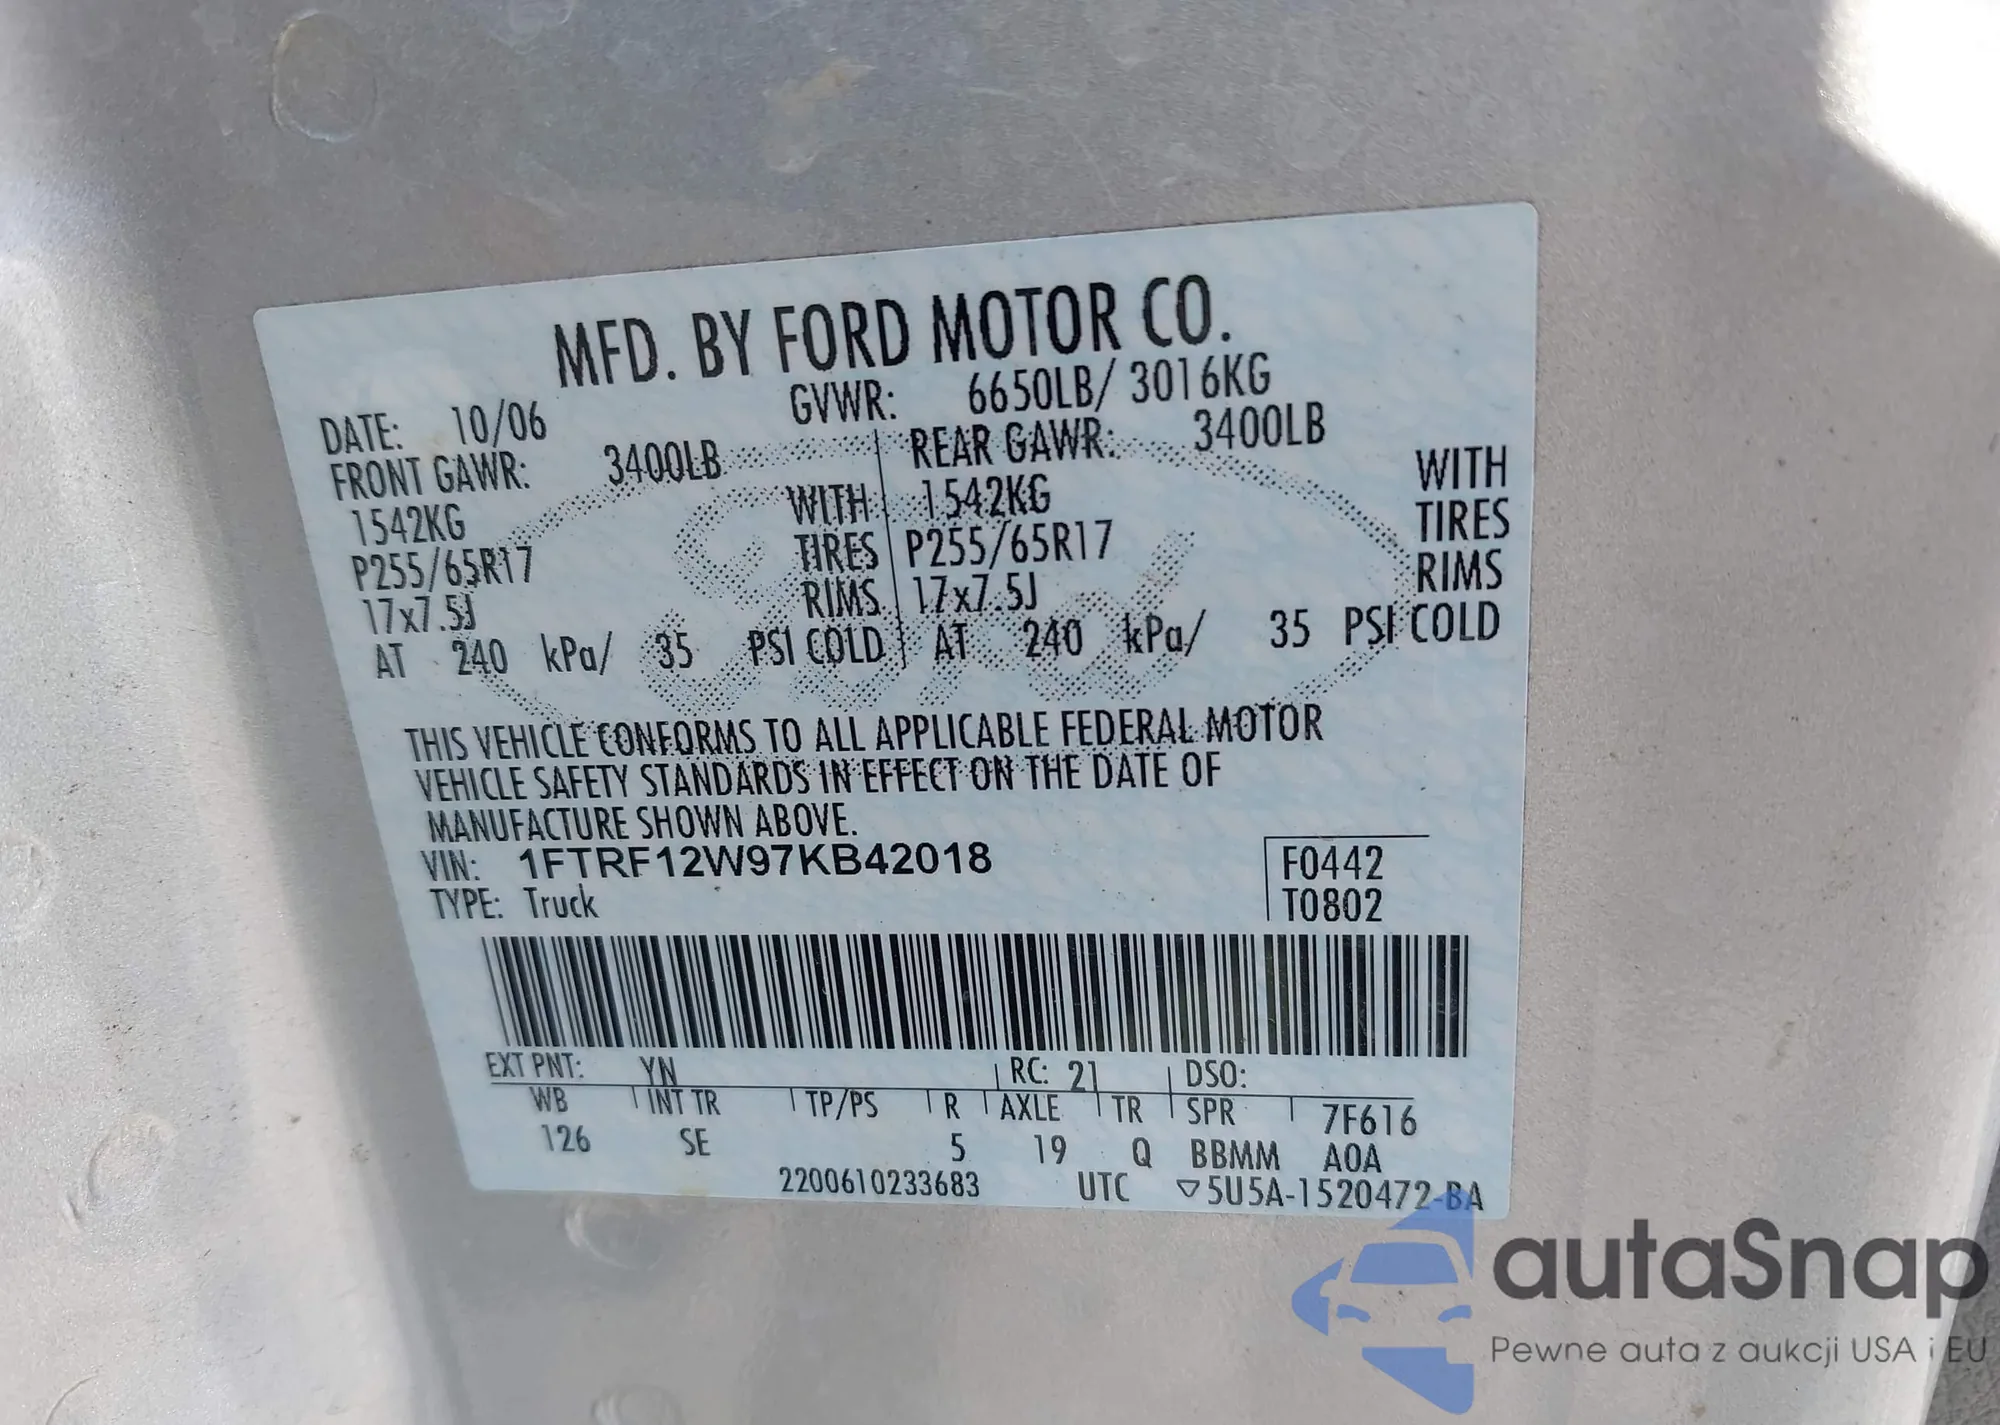 MFD. BY FORD MOTOR CO.
DATE: 10/06 GVWR: 6650LB/ 3016KG
FRONT GAWR: 3400LB REAR GAWR: 3400LB
1542KG WITH 1542KG WITH
P255/65R17 TIRES P255/65R17 TIRES
17x7.5J RIMS 17x7.5J RIMS
AT 240 kPa/ 35 PSI COLD AT 240 kPa/ 35 PSI COLD
THIS VEHICLE CONFORMS TO ALL APPLICABLE FEDERAL MOTOR
VEHICLE SAFETY STANDARDS IN EFFECT ON THE DATE OF
MANUFACTURE SHOWN ABOVE.
VIN: 1FTRF12W97KB42018 F0442
TYPE: Truck T0802
EXT PNT: YN RC: 21 DSO:
WB INT TR TP/PS R AXLE TR SPR 7F616
126 SE 5 19 Q BBMM AOA
2200610233683 UTC ▽5U5A-1520472-BA
autaSnap
Pewne auta z aukcji USA i EU